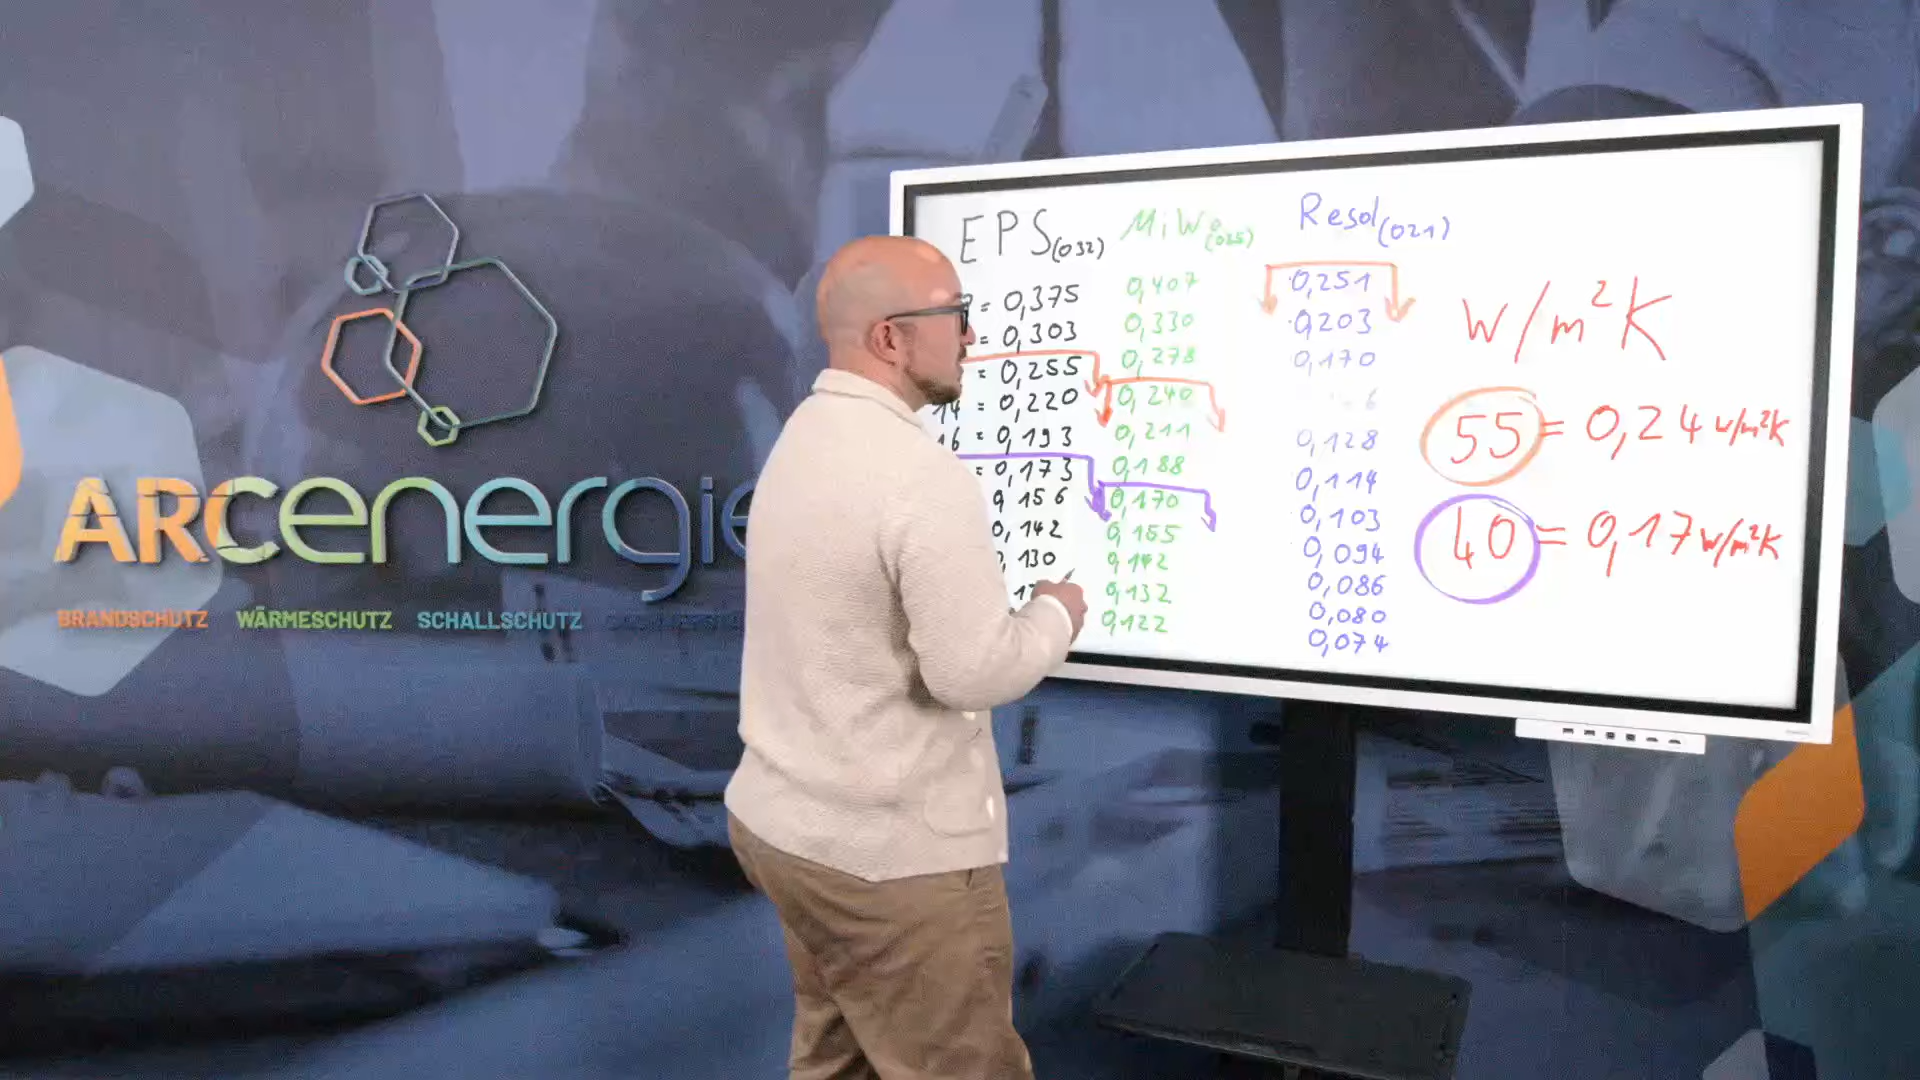 ARCenergie
BRANDSCHUTZ WÄRMESCHUTZ SCHALLSCHUTZ
EPS(032) MiWo(035) Resol(021)
= 0,375 0,407 0,251
= 0,303 0,330 0,203
= 0,255 0,278 0,170
14 = 0,220 0,240 6
16 = 0,193 0,211 0,128
= 0,173 0,188 0,114
0,156 0,170 0,103
0,142 0,155 0,094
0,130 0,142 0,086
0,132 0,080
0,122 0,074
W/m²K
55 = 0,24 W/m²K
40 = 0,17 W/m²K